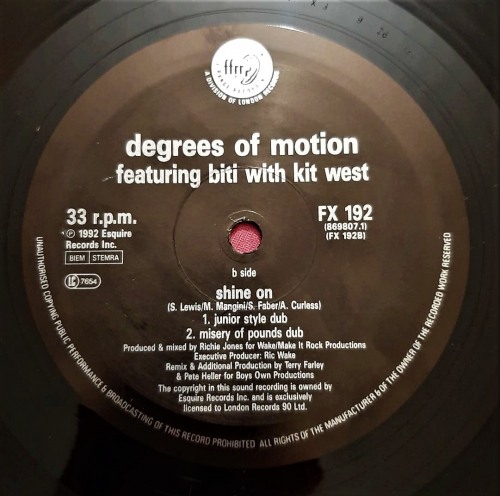 ffrr
A DIVISION OF LONDON RECORDS
degrees of motion
featuring biti with kit west
33 r.p.m.
℗ 1992 Esquire
Records Inc.
BIEM STEMRA
LC 7654
FX 192
(869807.1)
(FX 192B)
b side
shine on
(S. Lewis/M. Mangini/S. Faber/A. Curless)
1. junior style dub
2. misery of pounds dub
Produced & mixed by Richie Jones for Wake/Make It Rock Productions
Executive Producer: Ric Wake
Remix & Additional Production by Terry Farley
& Pete Heller for Boys Own Productions
The copyright in this sound recording is owned by
Esquire Records Inc. and is exclusively
licensed to London Records 90 Ltd.
UNAUTHORISED COPYING PUBLIC PERFORMANCE & BROADCASTING OF THIS RECORD PROHIBITED ALL RIGHTS OF THE MANUFACTURER & OF THE OWNER OF THE RECORDED WORK RESERVED